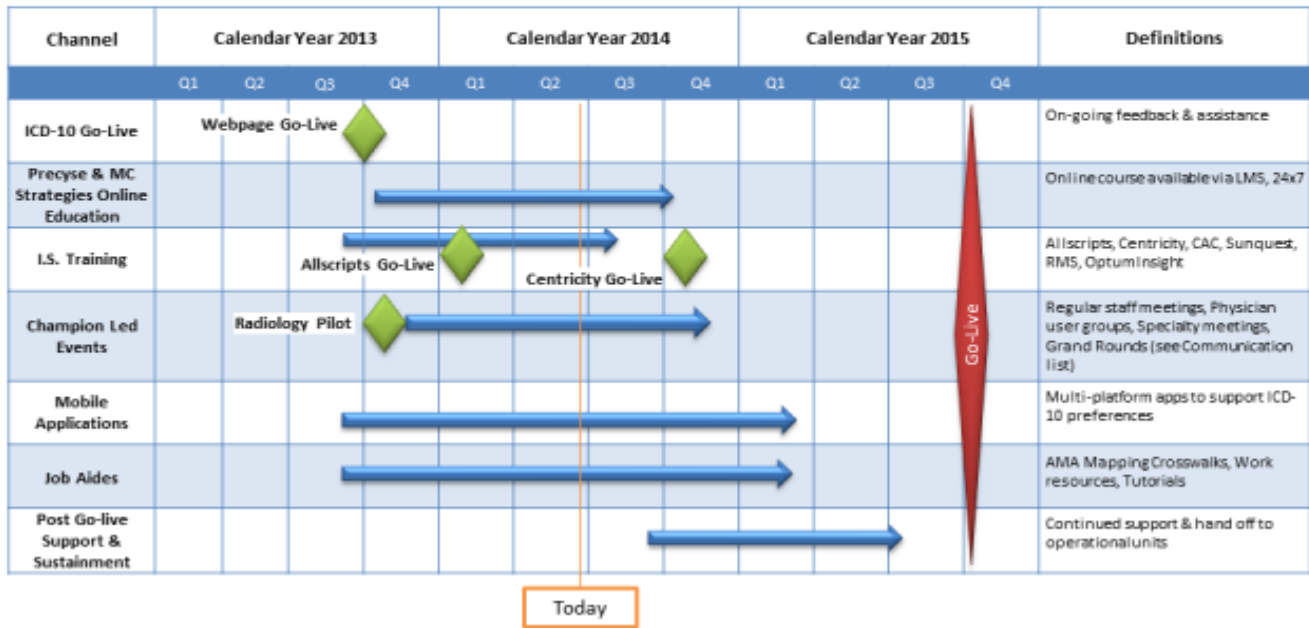 Channel
Calendar Year 2013
Calendar Year 2014
Calendar Year 2015
Definitions
Q1
Q2
Q3
Q4
Q1
Q2
Q3
Q4
Q1
Q2
Q3
Q4
ICD-10 Go-Live
Webpage Go-Live
On-going feedback & assistance
Precyse & MC
Strategies Online
Education
Online course available via LMS, 24x7
I.S. Training
Allscripts Go-Live
Centricity Go-Live
Allscripts, Centricity, CAC, Sunquest,
RMS, OptumInsight
Champion Led
Events
Radiology Pilot
Regular staff meetings, Physician
user groups, Specialty meetings,
Grand Rounds (see Communication
list)
Go-Live
Mobile
Applications
Multi-platform apps to support ICD-
10 preferences
Job Aides
AMA Mapping Crosswalks, Work
resources, Tutorials
Post Go-live
Support &
Sustainment
Continued support & hand off to
operational units
Today